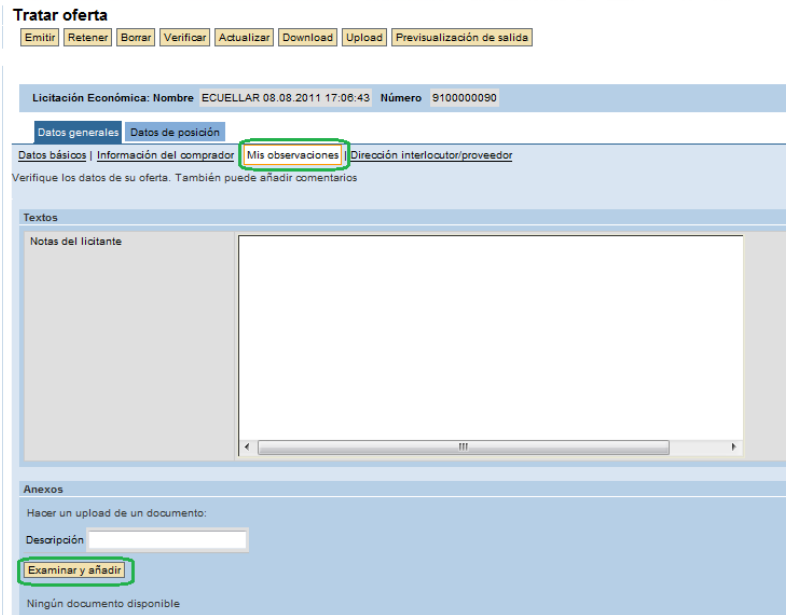 Tratar oferta
Emitir Retener Borrar Verificar Actualizar Download Upload Previsualización de salida
Licitación Económica: Nombre ECUELLAR 08.08.2011 17:06:43 Número 9100000090
Datos generales Datos de posición
Datos básicos | Información del comprador Mis observaciones | Dirección interlocutor/proveedor
Verifique los datos de su oferta. También puede añadir comentarios
Textos
Notas del licitante
Anexos
Hacer un upload de un documento:
Descripción
Examinar y añadir
Ningún documento disponible